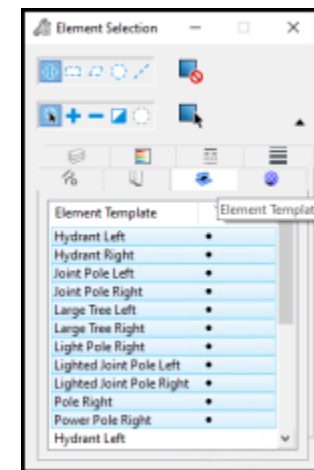 Element Selection
Element Template
Element Templat
Hydrant Left
Hydrant Right
Joint Pole Left
Joint Pole Right
Large Tree Left
Large Tree Right
Light Pole Right
Lighted Joint Pole Left
Lighted Joint Pole Right
Pole Right
Power Pole Right
Hydrant Left